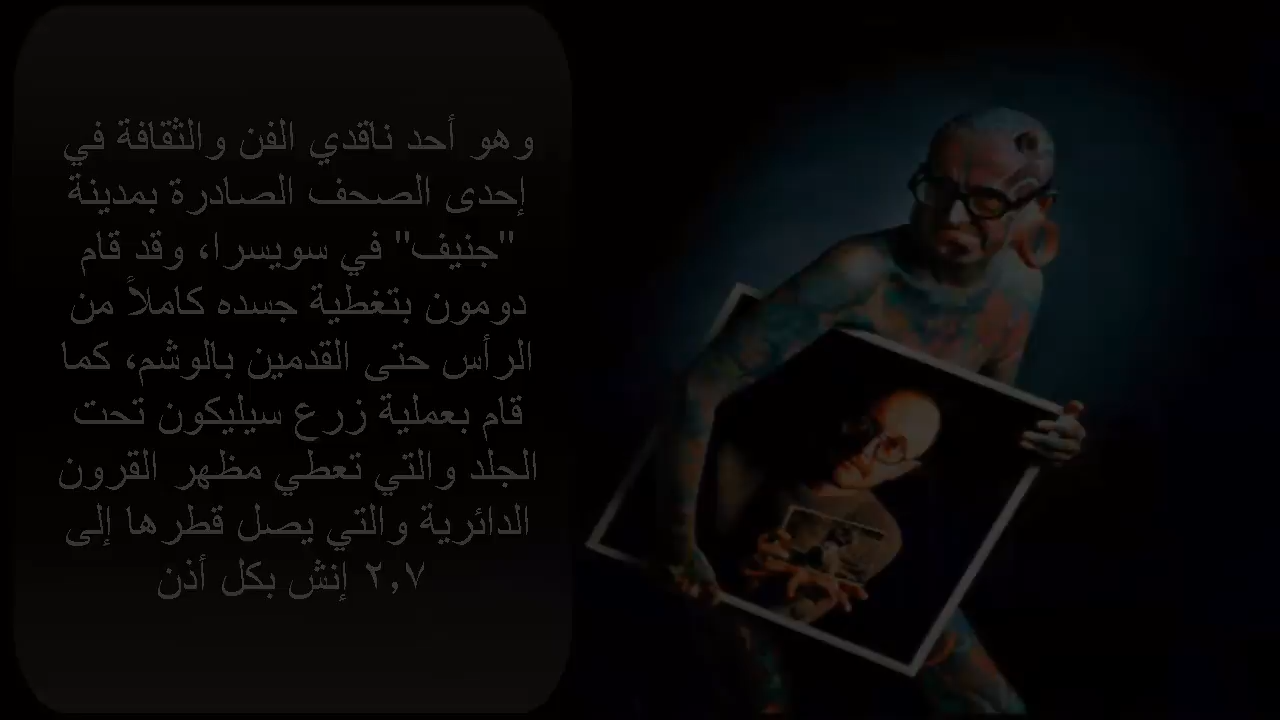 وهو أحد ناقدي الفن والثقافة في
إحدى الصحف الصادرة بمدينة
"جنيف" في سويسرا، وقد قام
دومون بتغطية جسده كاملاً من
الرأس حتى القدمين بالوشم، كما
قام بعملية زرع سيليكون تحت
الجلد والتي تعطي مظهر القرون
الدائرية والتي يصل قطرها إلى
٢,٧ إنش بكل أذن